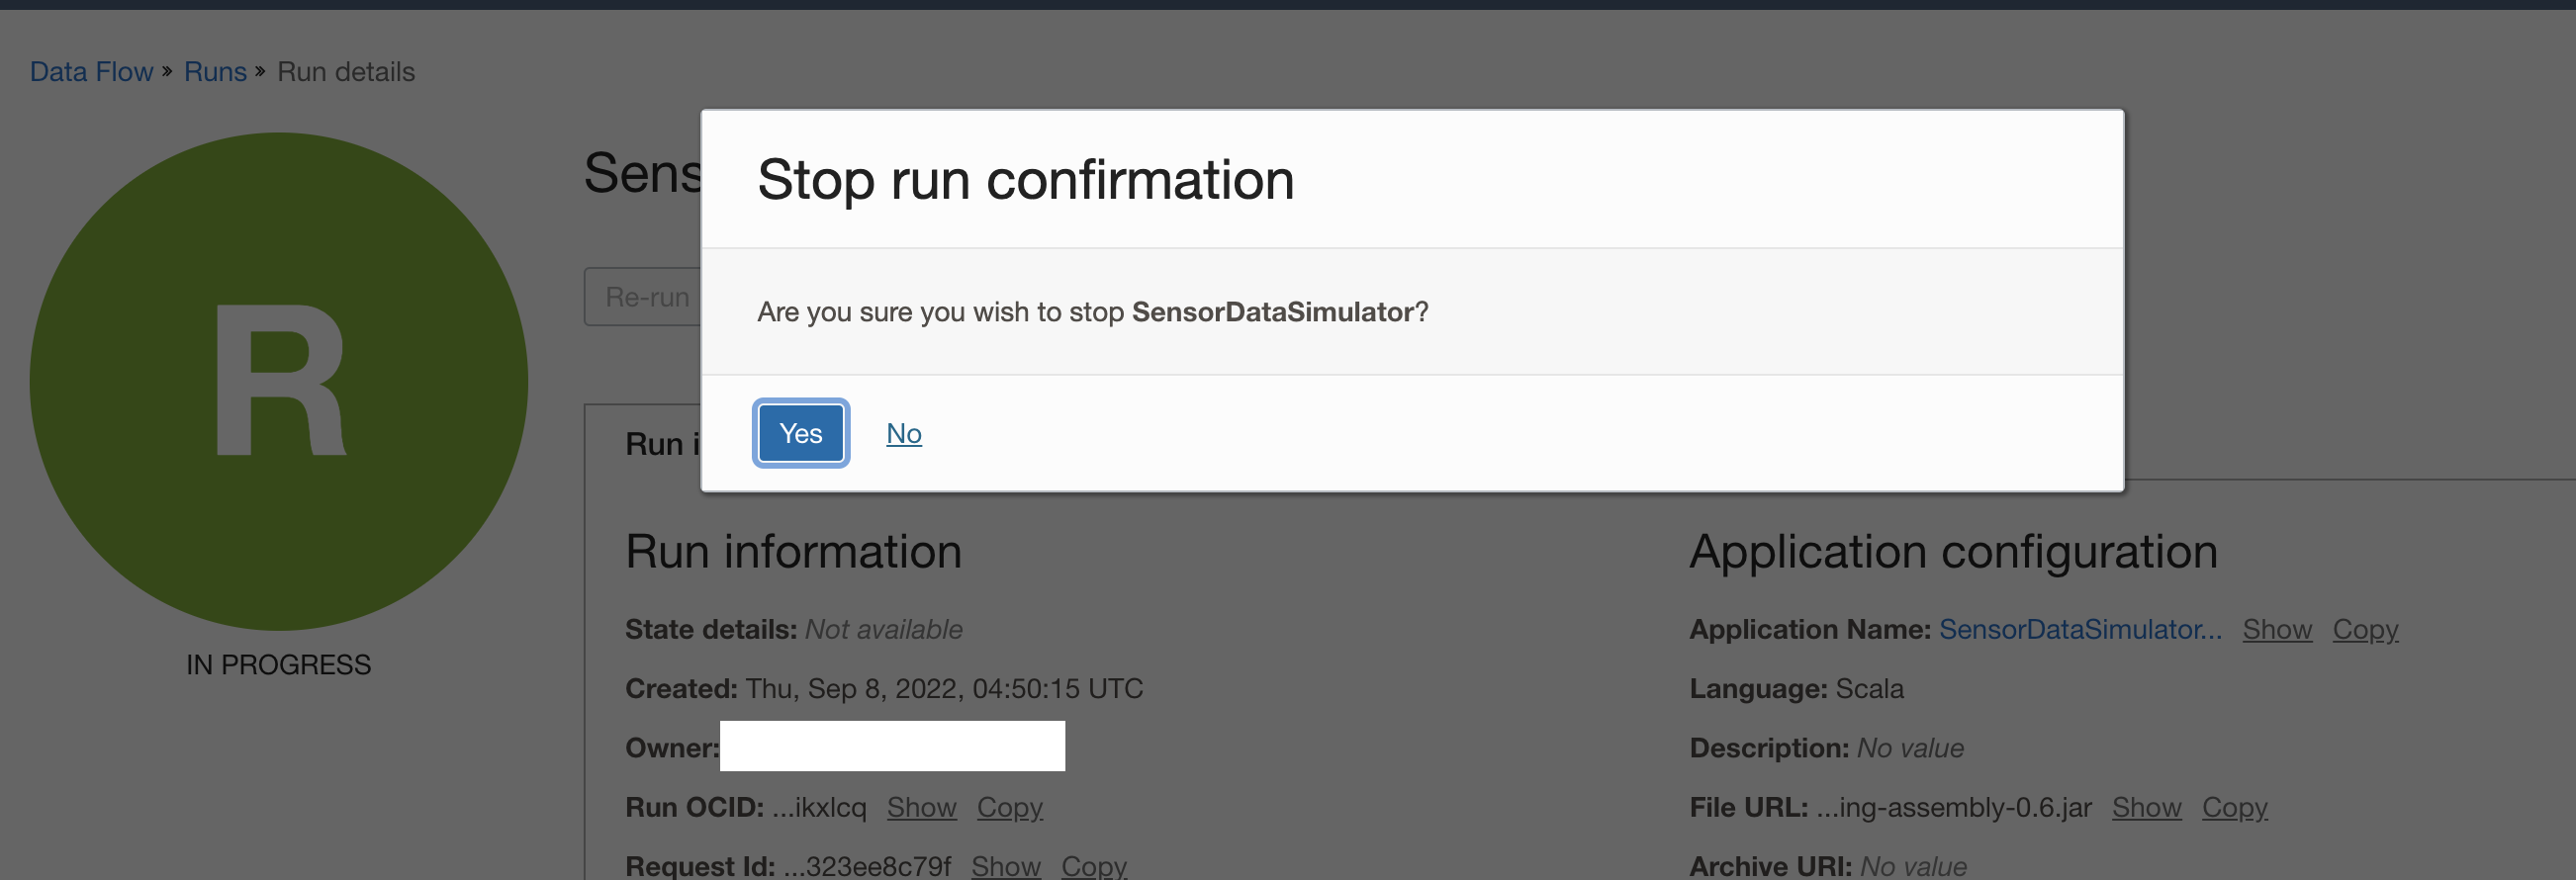 Data Flow » Runs » Run details
Sens
Stop run confirmation
Re-run
Are you sure you wish to stop SensorDataSimulator?
Yes No
R
IN PROGRESS
Run i
Run information
State details: Not available
Created: Thu, Sep 8, 2022, 04:50:15 UTC
Owner:
Run OCID: ...ikxlcq Show Copy
Request Id: ...323ee8c79f Show Copy
Application configuration
Application Name: SensorDataSimulator... Show Copy
Language: Scala
Description: No value
File URL: ...ing-assembly-0.6.jar Show Copy
Archive URI: No value